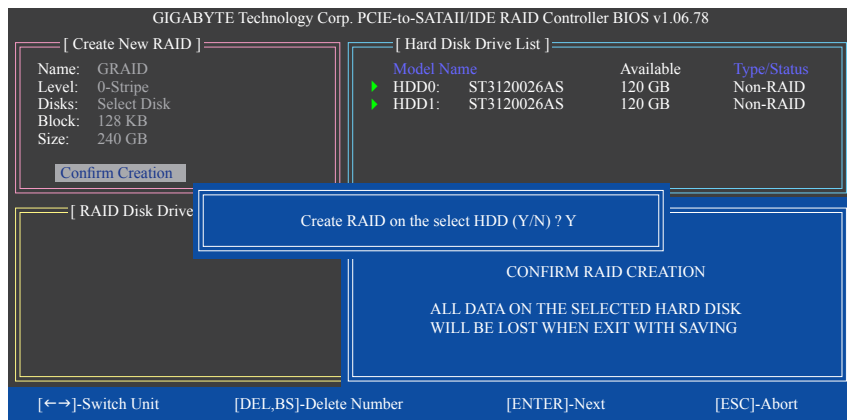 GIGABYTE Technology Corp. PCIE-to-SATAII/IDE RAID Controller BIOS v1.06.78
[ Create New RAID ]
Name: GRAID
Level: 0-Stripe
Disks: Select Disk
Block: 128 KB
Size: 240 GB
Confirm Creation
[ Hard Disk Drive List ]
Model Name Available Type/Status
HDD0: ST3120026AS 120 GB Non-RAID
HDD1: ST3120026AS 120 GB Non-RAID
[ RAID Disk Drive
Create RAID on the select HDD (Y/N) ? Y
CONFIRM RAID CREATION
ALL DATA ON THE SELECTED HARD DISK
WILL BE LOST WHEN EXIT WITH SAVING
[←→]-Switch Unit [DEL,BS]-Delete Number [ENTER]-Next [ESC]-Abort